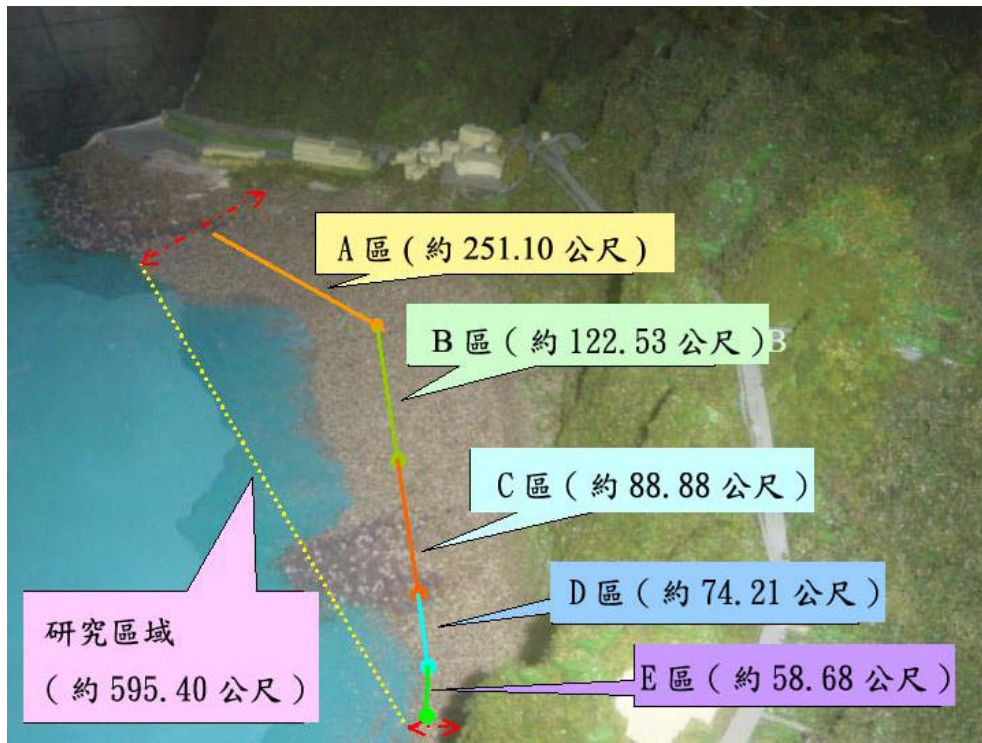 A 區 ( 約 251.10 公尺 )
B 區 ( 約 122.53 公尺 ) B
C 區 ( 約 88.88 公尺 )
D 區 ( 約 74.21 公尺 )
E 區 ( 約 58.68 公尺 )
研究區域
( 約 595.40 公尺 )